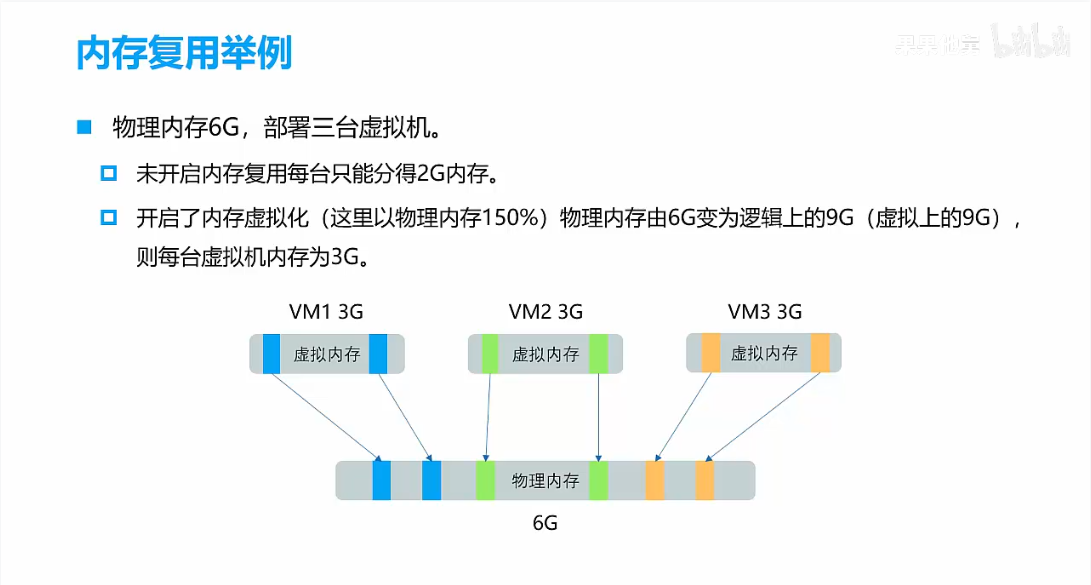 内存复用举例
物理内存6G，部署三台虚拟机。
未开启内存复用每台只能分得2G内存。
开启了内存虚拟化（这里以物理内存150%）物理内存由6G变为逻辑上的9G（虚拟上的9G），
则每台虚拟机内存为3G。
VM1 3G
VM2 3G
VM3 3G
虚拟内存
虚拟内存
虚拟内存
物理内存
6G
bilibili